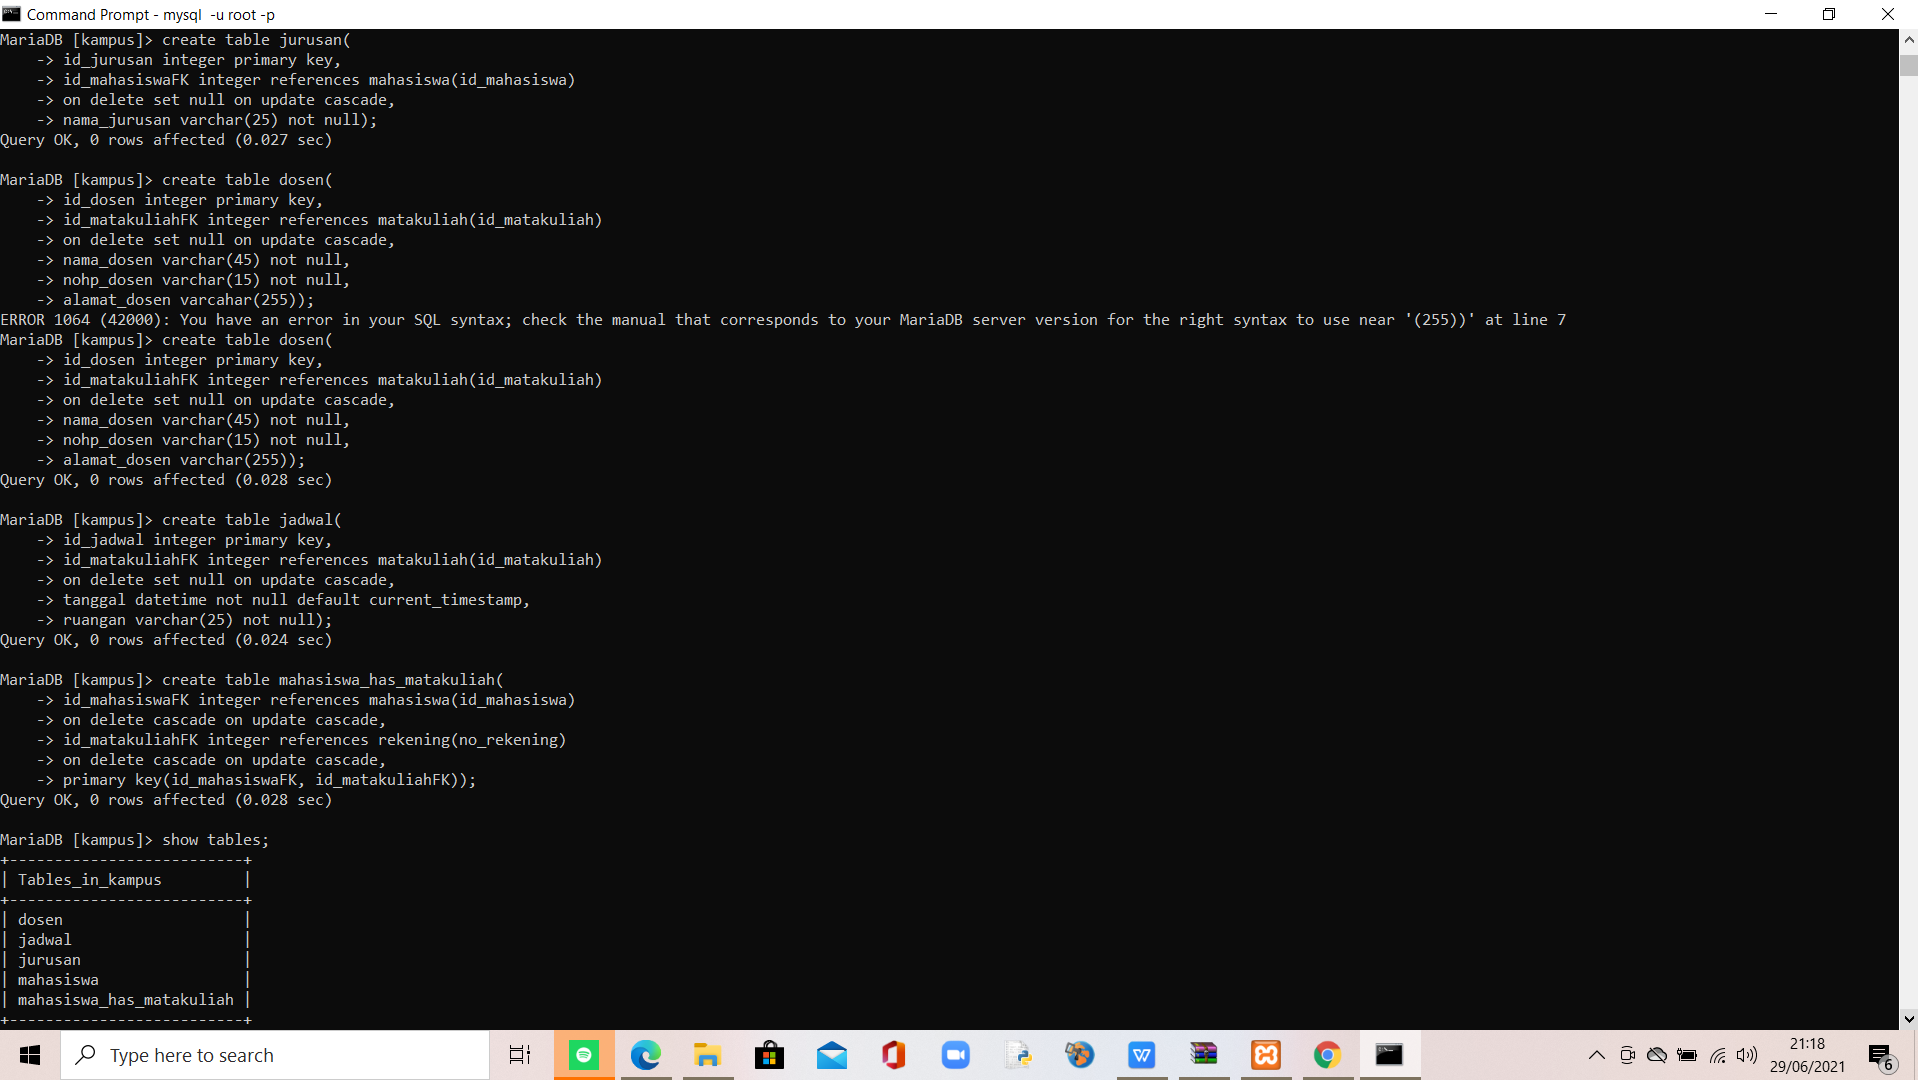 Command Prompt - mysql  -u root -p
MariaDB [kampus]> create table jurusan(
    -> id_jurusan integer primary key,
    -> id_mahasiswaFK integer references mahasiswa(id_mahasiswa)
    -> on delete set null on update cascade,
    -> nama_jurusan varchar(25) not null);
Query OK, 0 rows affected (0.027 sec)

MariaDB [kampus]> create table dosen(
    -> id_dosen integer primary key,
    -> id_matakuliahFK integer references matakuliah(id_matakuliah)
    -> on delete set null on update cascade,
    -> nama_dosen varchar(45) not null,
    -> nohp_dosen varchar(15) not null,
    -> alamat_dosen varcahar(255));
ERROR 1064 (42000): You have an error in your SQL syntax; check the manual that corresponds to your MariaDB server version for the right syntax to use near '(255))' at line 7
MariaDB [kampus]> create table dosen(
    -> id_dosen integer primary key,
    -> id_matakuliahFK integer references matakuliah(id_matakuliah)
    -> on delete set null on update cascade,
    -> nama_dosen varchar(45) not null,
    -> nohp_dosen varchar(15) not null,
    -> alamat_dosen varchar(255));
Query OK, 0 rows affected (0.028 sec)

MariaDB [kampus]> create table jadwal(
    -> id_jadwal integer primary key,
    -> id_matakuliahFK integer references matakuliah(id_matakuliah)
    -> on delete set null on update cascade,
    -> tanggal datetime not null default current_timestamp,
    -> ruangan varchar(25) not null);
Query OK, 0 rows affected (0.024 sec)

MariaDB [kampus]> create table mahasiswa_has_matakuliah(
    -> id_mahasiswaFK integer references mahasiswa(id_mahasiswa)
    -> on delete cascade on update cascade,
    -> id_matakuliahFK integer references rekening(no_rekening)
    -> on delete cascade on update cascade,
    -> primary key(id_mahasiswaFK, id_matakuliahFK));
Query OK, 0 rows affected (0.028 sec)

MariaDB [kampus]> show tables;
+--------------------------+
| Tables_in_kampus         |
+--------------------------+
| dosen                    |
| jadwal                   |
| jurusan                  |
| mahasiswa                |
| mahasiswa_has_matakuliah |
+--------------------------+
Type here to search
21:18
29/06/2021
6